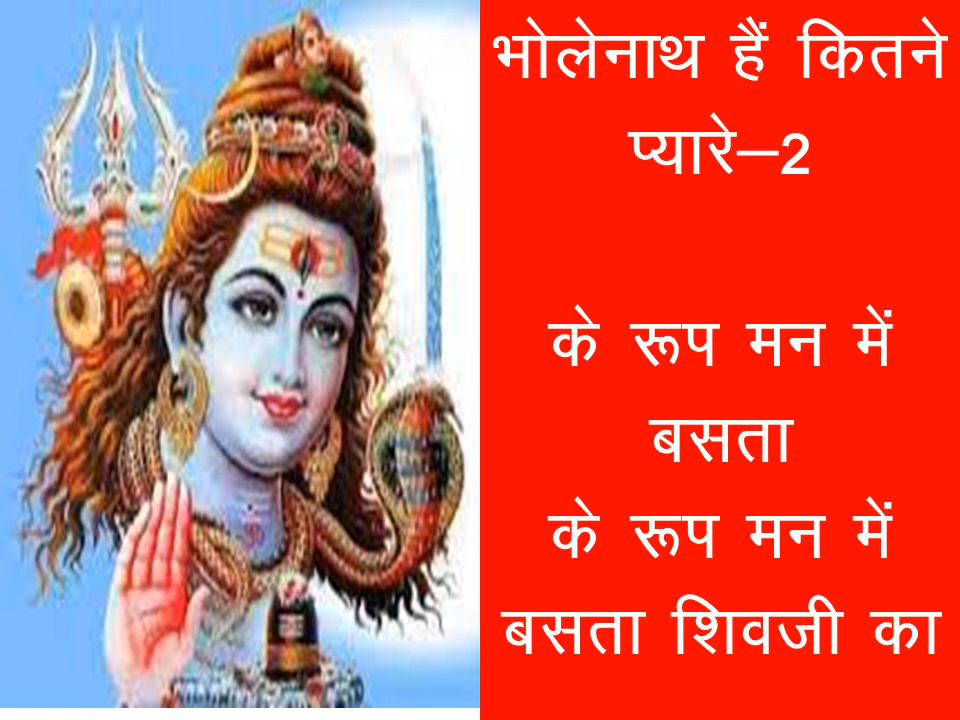 भोलेनाथ हैं कितने
प्यारे–2
के रूप मन में
बसता
के रूप मन में
बसता शिवजी का